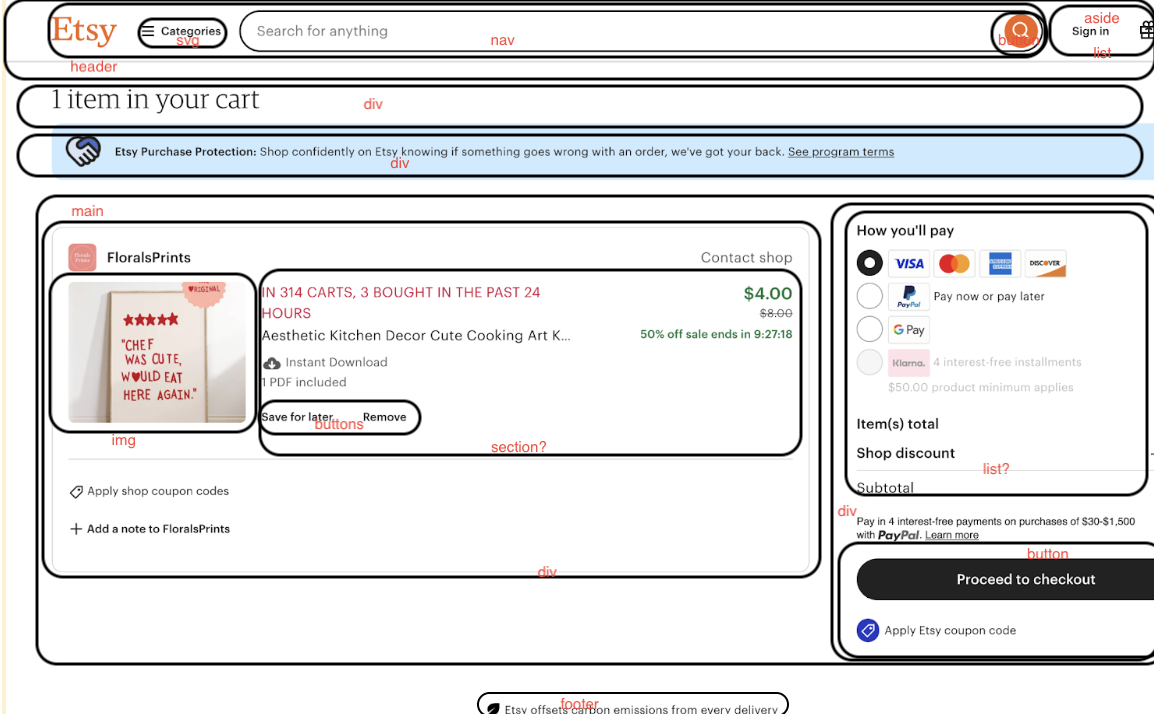 Etsy
Categories
svg
Search for anything
nav
button
aside
Sign in
list
header
1 item in your cart
div
Etsy Purchase Protection: Shop confidently on Etsy knowing if something goes wrong with an order, we've got your back. See program terms
div
main
FloralsPrints
Contact shop
ORIGINAL
★★★★★
"CHEF
WAS CUTE,
W♥ULD EAT
HERE AGAIN."
img
IN 314 CARTS, 3 BOUGHT IN THE PAST 24
HOURS
$4.00
$8.00
Aesthetic Kitchen Decor Cute Cooking Art K...
50% off sale ends in 9:27:18
Instant Download
1 PDF included
Save for later
Remove
buttons
section?
Apply shop coupon codes
+ Add a note to FloralsPrints
div
How you'll pay
VISA
AMERICAN EXPRESS
DISCOVER
PayPal
Pay now or pay later
G Pay
Klarna.
4 interest-free installments
$50.00 product minimum applies
Item(s) total
Shop discount
list?
Subtotal
div
Pay in 4 interest-free payments on purchases of $30-$1,500
with PayPal. Learn more
button
Proceed to checkout
Apply Etsy coupon code
footer
Etsy offsets carbon emissions from every delivery